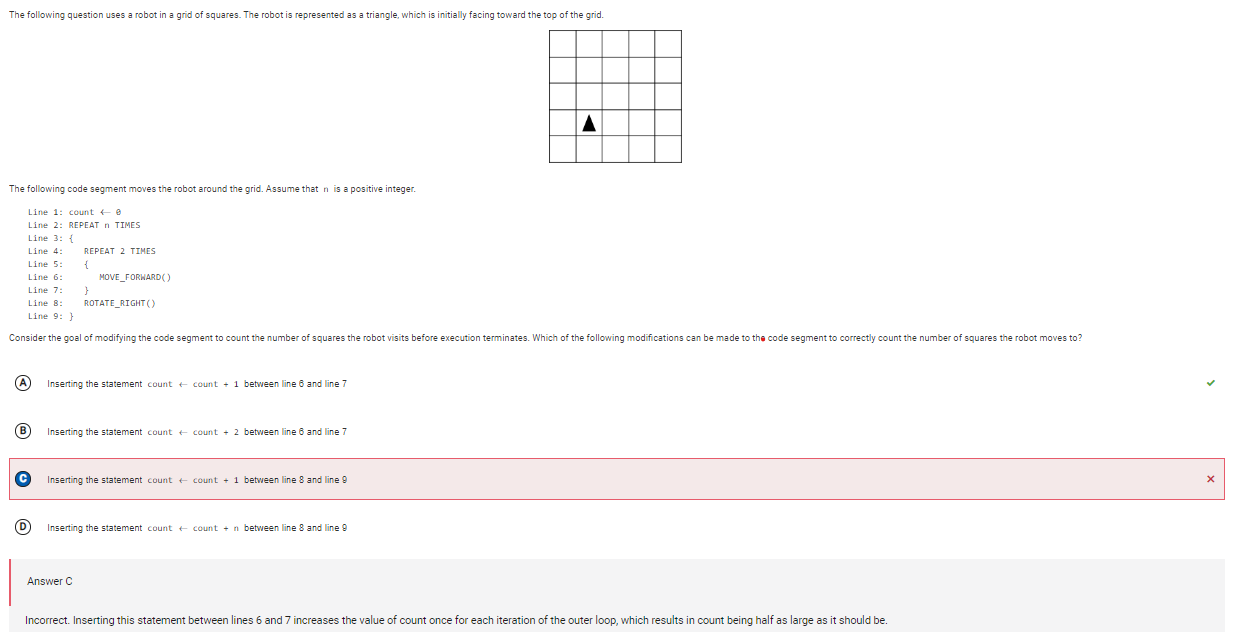 The following question uses a robot in a grid of squares. The robot is represented as a triangle, which is initially facing toward the top of the grid.
The following code segment moves the robot around the grid. Assume that n is a positive integer.
Line 1: count ← 0
Line 2: REPEAT n TIMES
Line 3: {
Line 4: REPEAT 2 TIMES
Line 5: {
Line 6: MOVE_FORWARD()
Line 7: }
Line 8: ROTATE_RIGHT()
Line 9: }
Consider the goal of modifying the code segment to count the number of squares the robot visits before execution terminates. Which of the following modifications can be made to the code segment to correctly count the number of squares the robot moves to?
A Inserting the statement count ← count + 1 between line 6 and line 7
B Inserting the statement count ← count + 2 between line 6 and line 7
C Inserting the statement count ← count + 1 between line 8 and line 9
D Inserting the statement count ← count + n between line 8 and line 9
Answer C
Incorrect. Inserting this statement between lines 6 and 7 increases the value of count once for each iteration of the outer loop, which results in count being half as large as it should be.